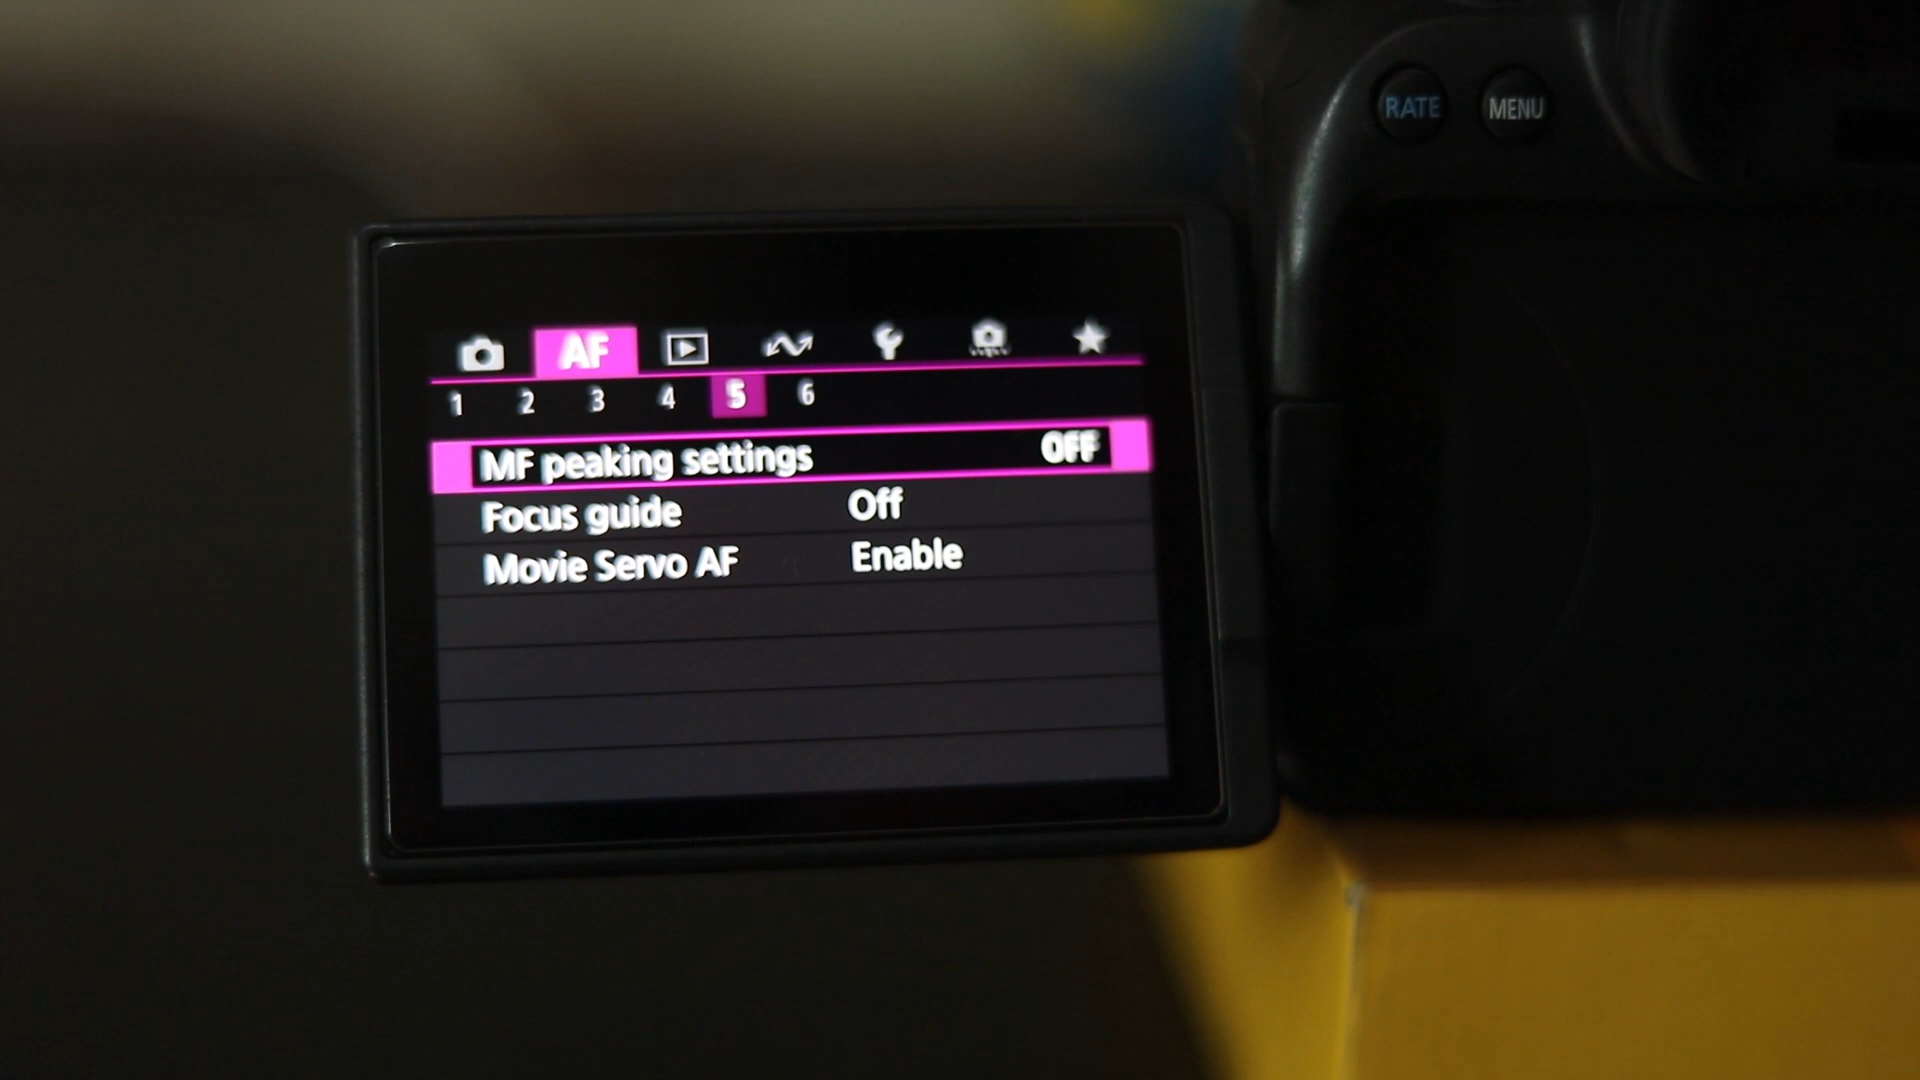 RATE MENU
AF
1 2 3 4 5 6
MF peaking settings OFF
Focus guide Off
Movie Servo AF Enable